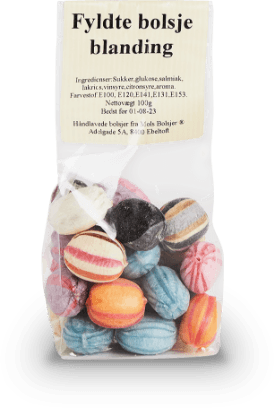 Fyldte bolsje
blanding
Ingredienser:Sukker,glukose,salmiak,
lakrics,vinsyre,citronsyre,aroma.
Farvestof E100, E120,E141,E131,E153.
Nettovægt 100g
Bedst før 01-08-23
Håndlavede bolsjer fra Mols Bolsjer ®
Adelgade 5A, 8400 Ebeltoft